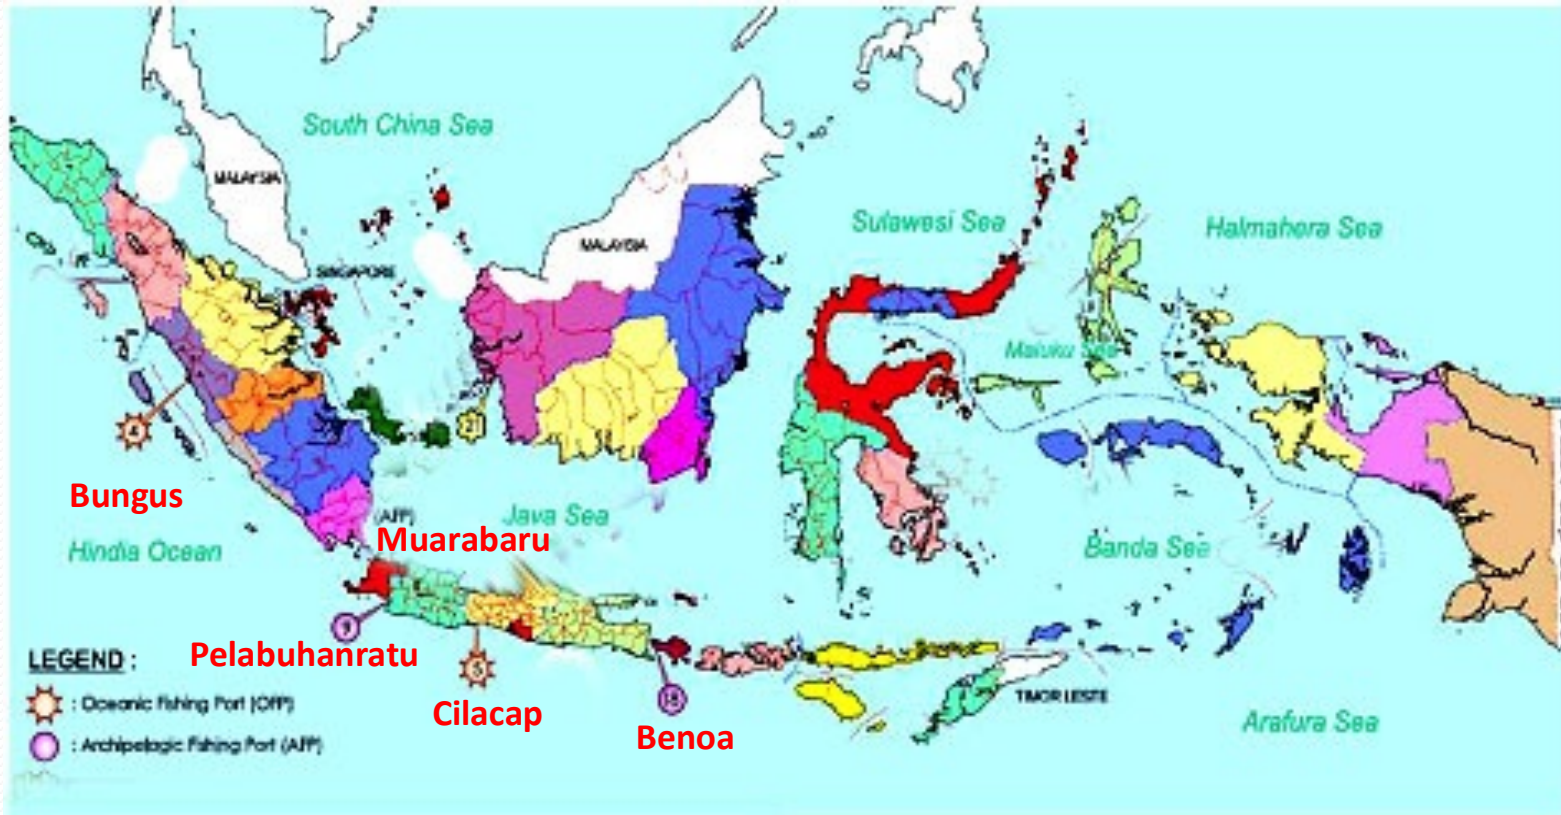 South China Sea
MALAYSIA
Sulawesi Sea
Halmahera Sea
MALAYSIA
SINGAPORE
Maluku Sea
4
21
Bungus
(AFP)
Java Sea
Muarabaru
Hindia Ocean
Banda Sea
9
Pelabuhanratu
LEGEND :
: Oceanic Fishing Port (OFP)
: Archipelagic Fishing Port (AFP)
Cilacap
Benoa
TIMOR LESTE
Arafura Sea